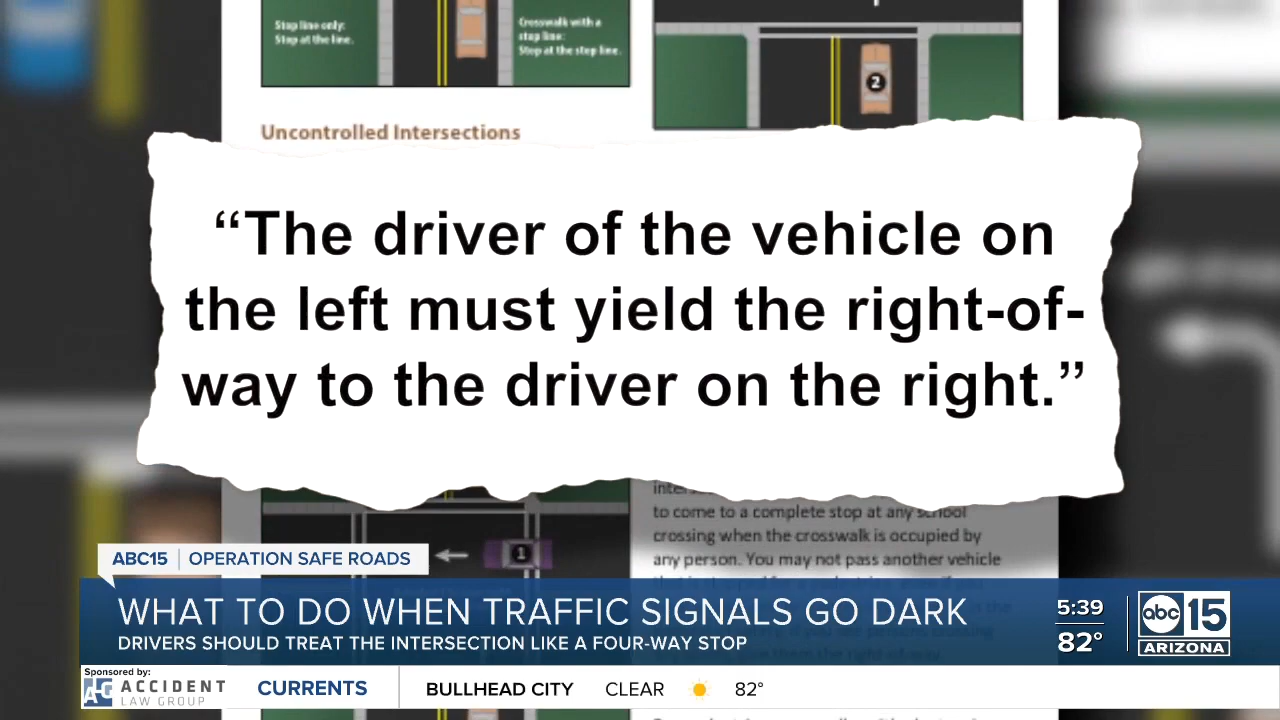 Stop line only:
Stop at the line.
Crosswalk with a
stop line:
Stop at the stop line.
2
Uncontrolled Intersections
“The driver of the vehicle on
the left must yield the right-of-
way to the driver on the right.”
to come to a complete stop at any school
crossing when the crosswalk is occupied by
any person. You may not pass another vehicle
1
ABC15 | OPERATION SAFE ROADS
WHAT TO DO WHEN TRAFFIC SIGNALS GO DARK
DRIVERS SHOULD TREAT THE INTERSECTION LIKE A FOUR-WAY STOP
5:39
82°
abc 15
ARIZONA
Sponsored by:
AG ACCIDENT
LAW GROUP
CURRENTS
BULLHEAD CITY CLEAR 82°